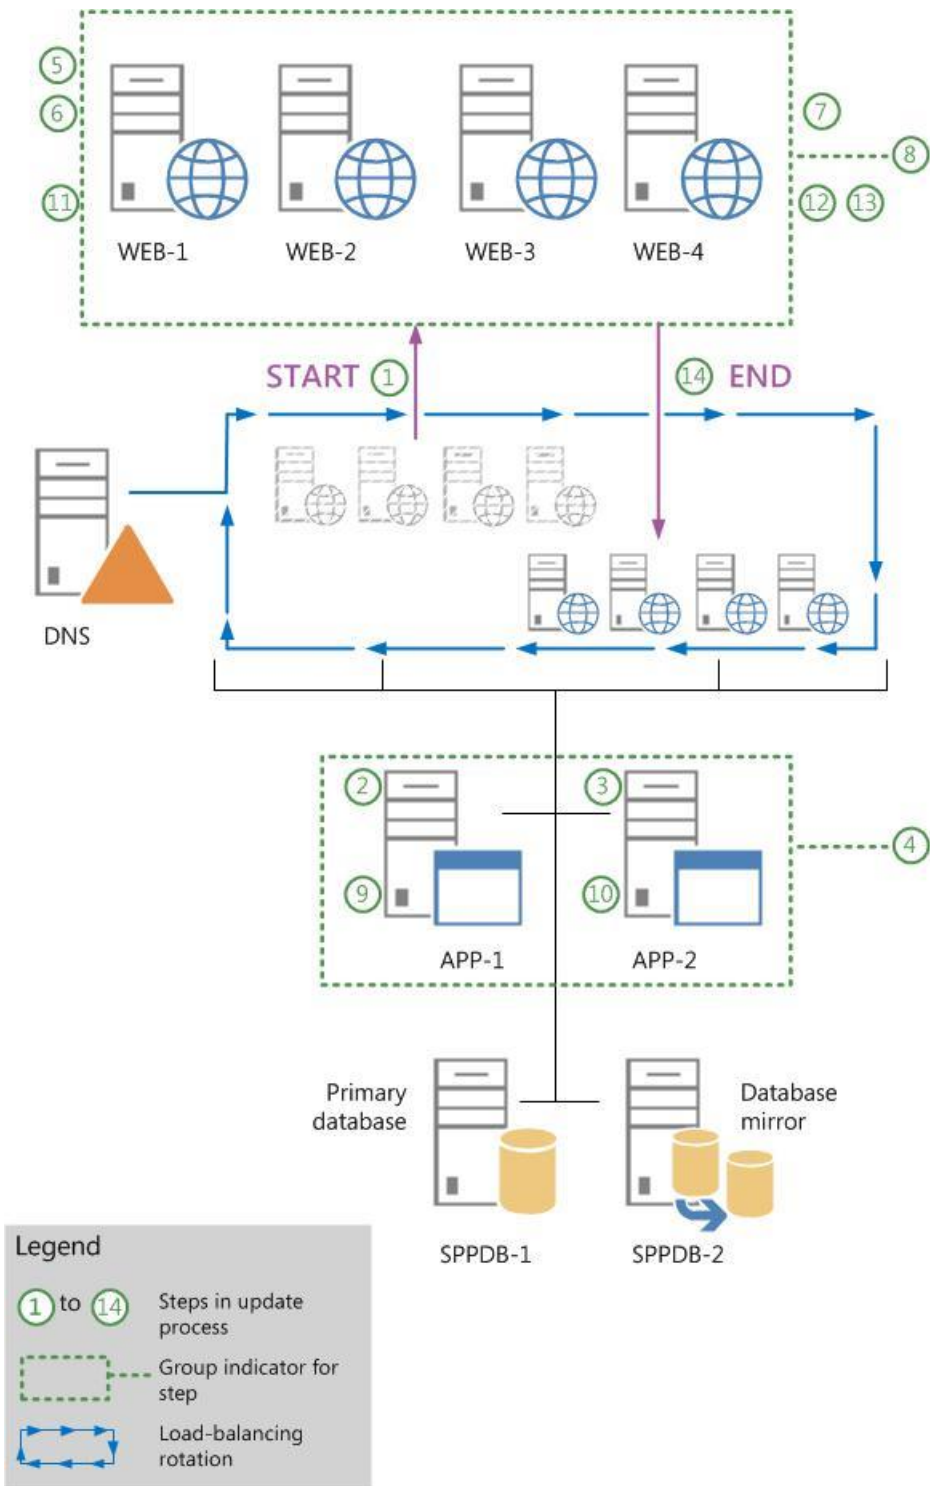 5
6
7
8
11
12 13
WEB-1 WEB-2 WEB-3 WEB-4
START 1 14 END
DNS
2 3
4
9 10
APP-1 APP-2
Primary
database
Database
mirror
SPPDB-1 SPPDB-2
Legend
1 to 14 Steps in update
process
Group indicator for
step
Load-balancing
rotation